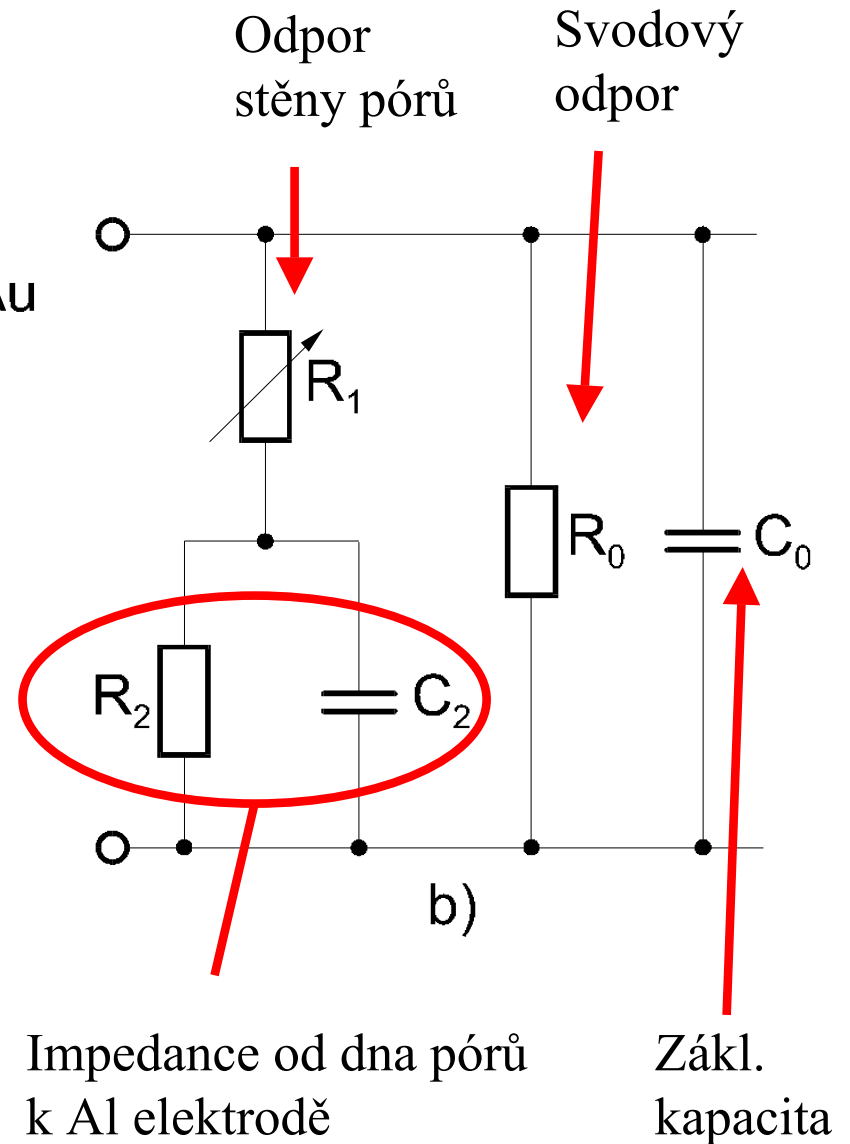 Odpor
stěny pórů
Svodový
odpor
R₁
R₀
C₀
R₂
C₂
b)
Impedance od dna pórů
k Al elektrodě
Zákl.
kapacita